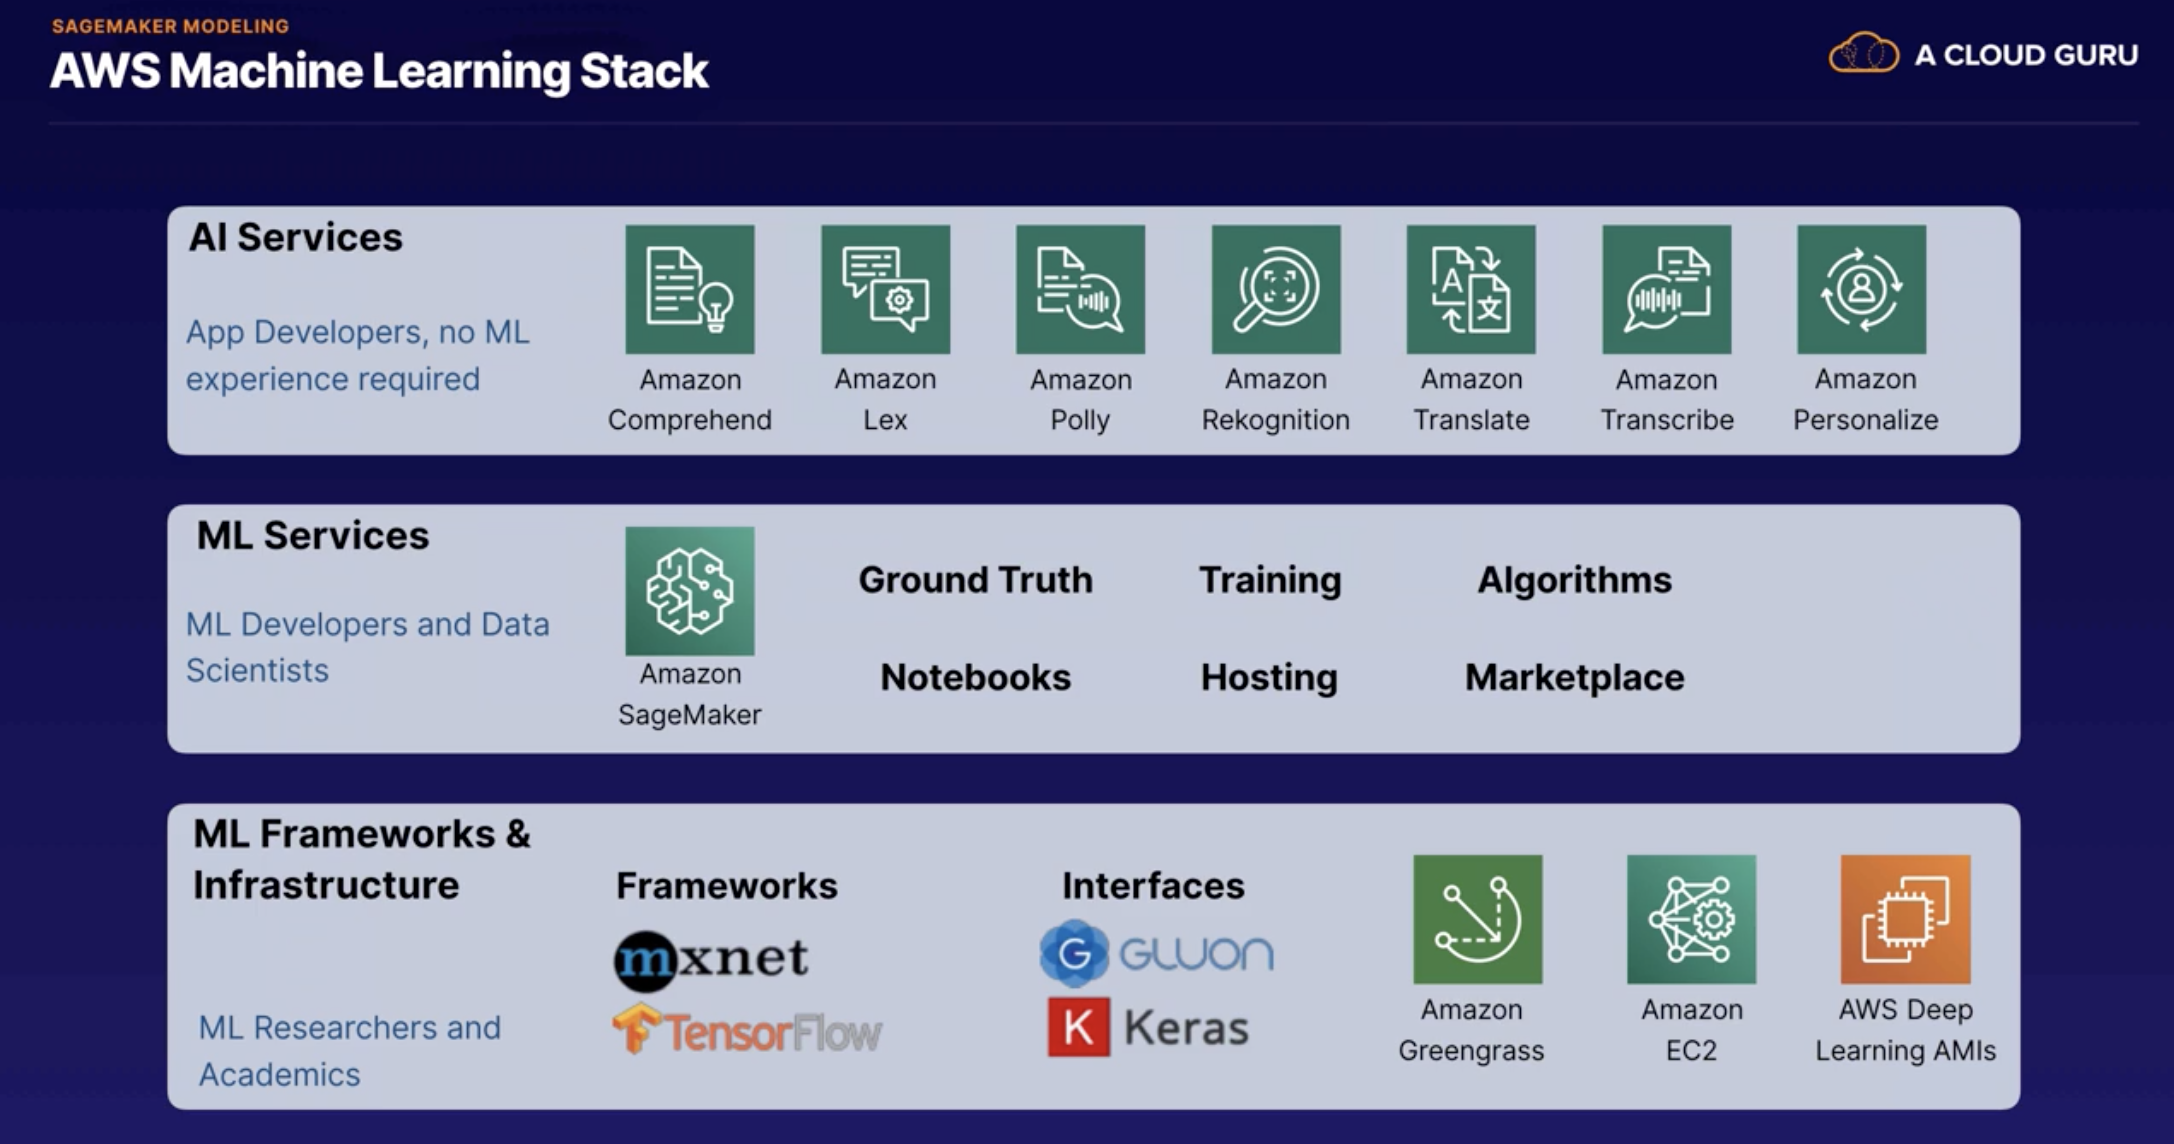 SAGEMAKER MODELING
AWS Machine Learning Stack
A CLOUD GURU
AI Services
App Developers, no ML
experience required
A
文
Amazon
Comprehend
Amazon
Lex
Amazon
Polly
Amazon
Rekognition
Amazon
Translate
Amazon
Transcribe
Amazon
Personalize
ML Services
ML Developers and Data
Scientists
Amazon
SageMaker
Ground Truth
Training
Algorithms
Notebooks
Hosting
Marketplace
ML Frameworks &
Infrastructure
ML Researchers and
Academics
Frameworks
mxnet
TensorFlow
Interfaces
G GLUON
K Keras
Amazon
Greengrass
Amazon
EC2
AWS Deep
Learning AMIs